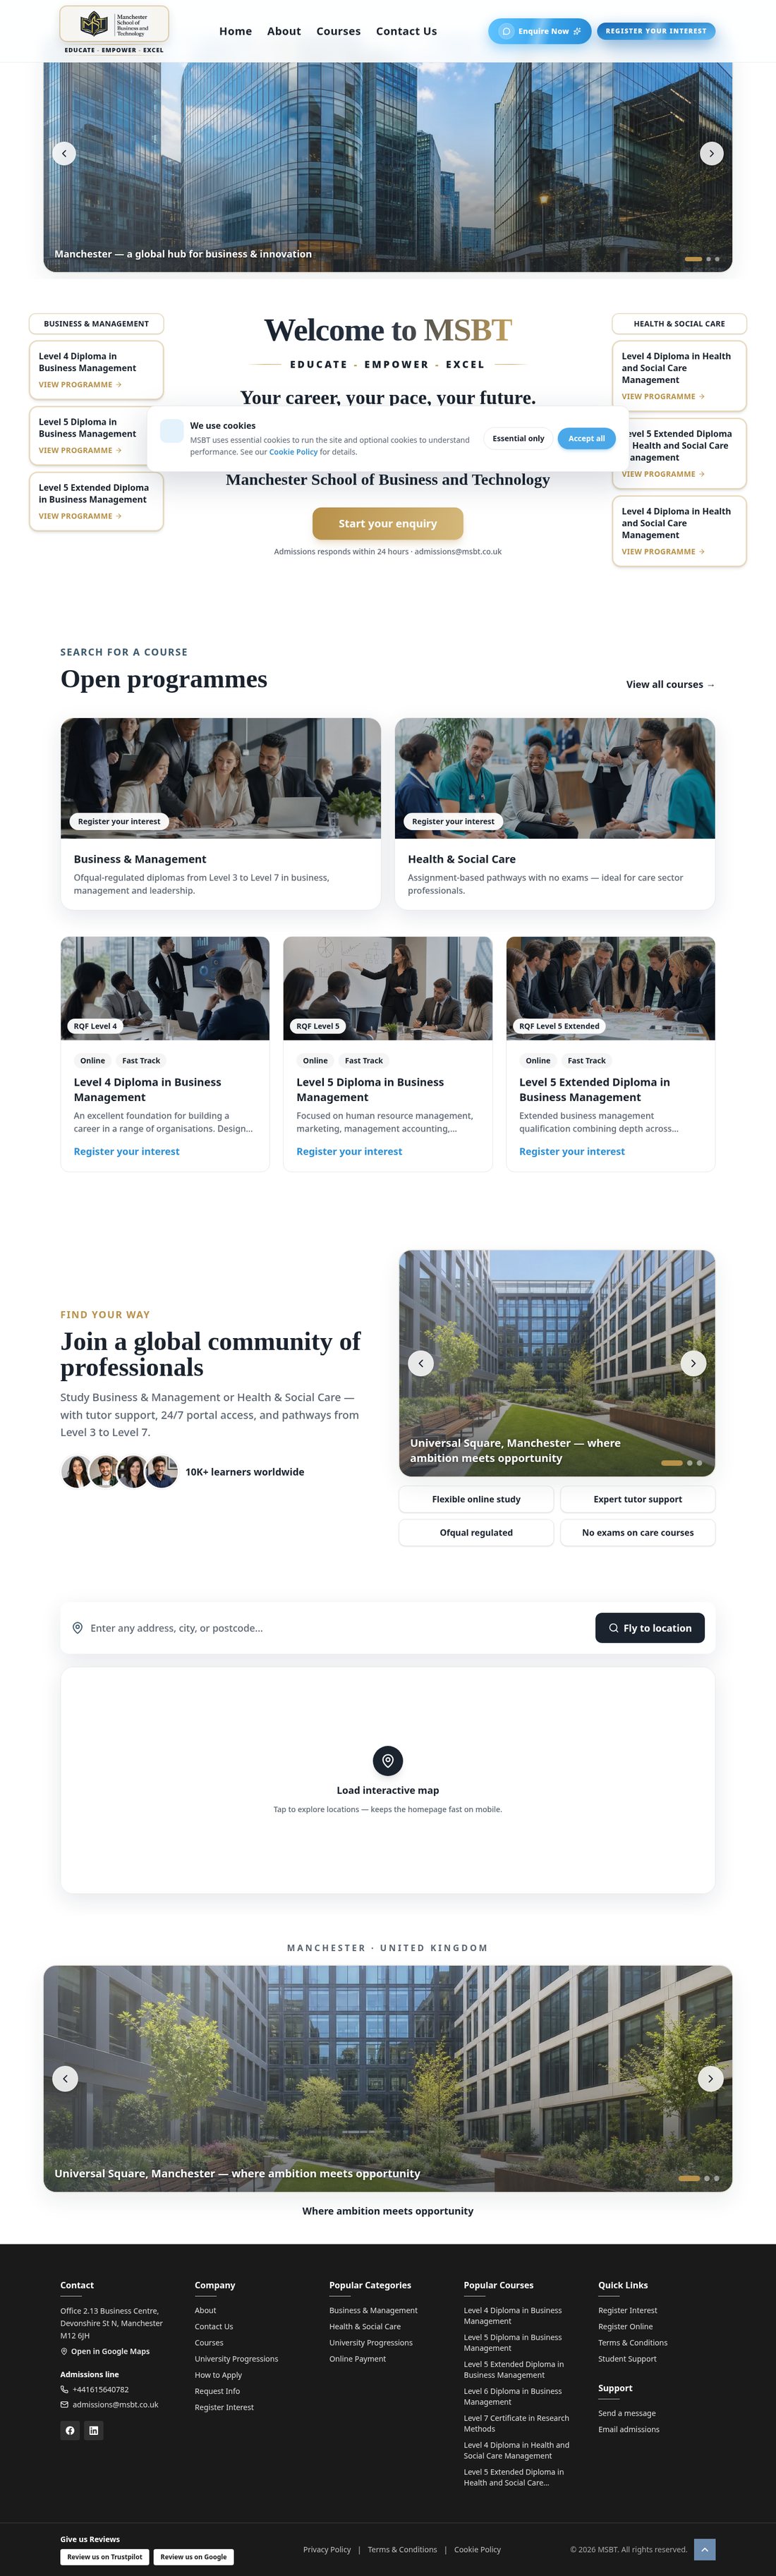 Manchester
School of
Business and
Technology
EDUCATE · EMPOWER · EXCEL
Home
About
Courses
Contact Us
Enquire Now
REGISTER YOUR INTEREST
Manchester — a global hub for business & innovation
BUSINESS & MANAGEMENT
Level 4 Diploma in
Business Management
VIEW PROGRAMME →
Level 5 Diploma in
Business Management
VIEW PROGRAMME →
Level 5 Extended Diploma
in Business Management
VIEW PROGRAMME →
Welcome to MSBT
EDUCATE - EMPOWER - EXCEL
Your career, your pace, your future.
Manchester School of Business and Technology
Start your enquiry
Admissions responds within 24 hours · admissions@msbt.co.uk
HEALTH & SOCIAL CARE
Level 4 Diploma in Health
and Social Care
Management
VIEW PROGRAMME →
evel 5 Extended Diploma
Health and Social Care
anagement
VIEW PROGRAMME →
Level 4 Diploma in Health
and Social Care
Management
VIEW PROGRAMME →
We use cookies
MSBT uses essential cookies to run the site and optional cookies to understand
performance. See our Cookie Policy for details.
Essential only
Accept all
SEARCH FOR A COURSE
Open programmes
View all courses →
Register your interest
Business & Management
Ofqual-regulated diplomas from Level 3 to Level 7 in business,
management and leadership.
Register your interest
Health & Social Care
Assignment-based pathways with no exams — ideal for care sector
professionals.
RQF Level 4
Online
Fast Track
Level 4 Diploma in Business
Management
An excellent foundation for building a
career in a range of organisations. Design...
Register your interest
RQF Level 5
Online
Fast Track
Level 5 Diploma in Business
Management
Focused on human resource management,
marketing, management accounting,...
Register your interest
RQF Level 5 Extended
Online
Fast Track
Level 5 Extended Diploma in
Business Management
Extended business management
qualification combining depth across...
Register your interest
FIND YOUR WAY
Join a global community of
professionals
Study Business & Management or Health & Social Care —
with tutor support, 24/7 portal access, and pathways from
Level 3 to Level 7.
10K+ learners worldwide
Universal Square, Manchester — where
ambition meets opportunity
Flexible online study
Expert tutor support
Ofqual regulated
No exams on care courses
Enter any address, city, or postcode...
Fly to location
Load interactive map
Tap to explore locations — keeps the homepage fast on mobile.
MANCHESTER · UNITED KINGDOM
Universal Square, Manchester — where ambition meets opportunity
Where ambition meets opportunity
Contact
Office 2.13 Business Centre,
Devonshire St N, Manchester
M12 6JH
Open in Google Maps
Admissions line
+441615640782
admissions@msbt.co.uk
Company
About
Contact Us
Courses
University Progressions
How to Apply
Request Info
Register Interest
Popular Categories
Business & Management
Health & Social Care
University Progressions
Online Payment
Popular Courses
Level 4 Diploma in Business
Management
Level 5 Diploma in Business
Management
Level 5 Extended Diploma in
Business Management
Level 6 Diploma in Business
Management
Level 7 Certificate in Research
Methods
Level 4 Diploma in Health and
Social Care Management
Level 5 Extended Diploma in
Health and Social Care...
Quick Links
Register Interest
Register Online
Terms & Conditions
Student Support
Support
Send a message
Email admissions
Give us Reviews
Review us on Trustpilot
Review us on Google
Privacy Policy | Terms & Conditions | Cookie Policy
© 2026 MSBT. All rights reserved.